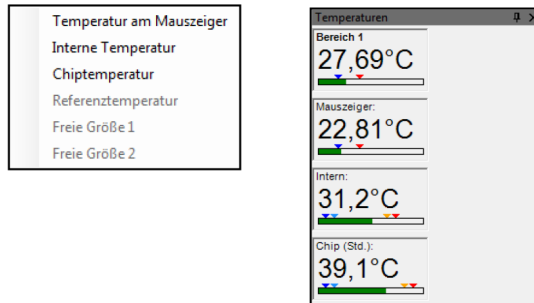 Temperatur am Mauszeiger
Interne Temperatur
Chiptemperatur
Referenztemperatur
Freie Größe 1
Freie Größe 2
Temperaturen
Bereich 1
27,69°C
Mauszeiger:
22,81°C
Intern:
31,2°C
Chip (Std.):
39,1°C